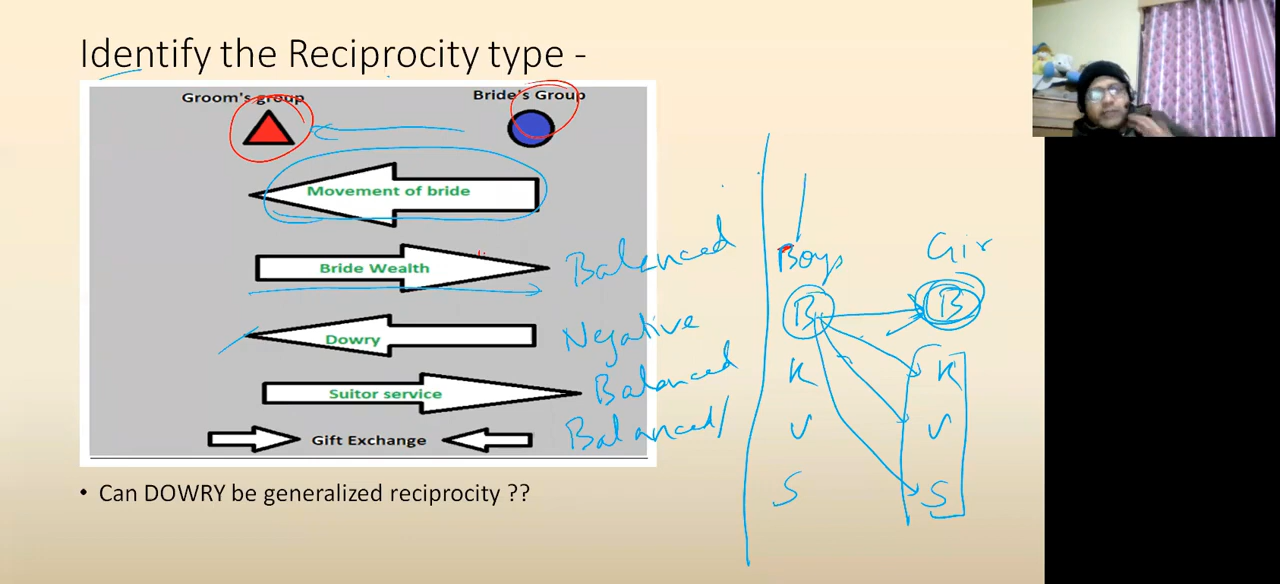 Identify the Reciprocity type -
Groom's group
Bride's Group
Movement of bride
Bride Wealth
Balanced
Dowry
Negative
Suitor service
Balanced
Gift Exchange
Balanced/
• Can DOWRY be generalized reciprocity ??
Boys Gir
B B
K K
V V
S S